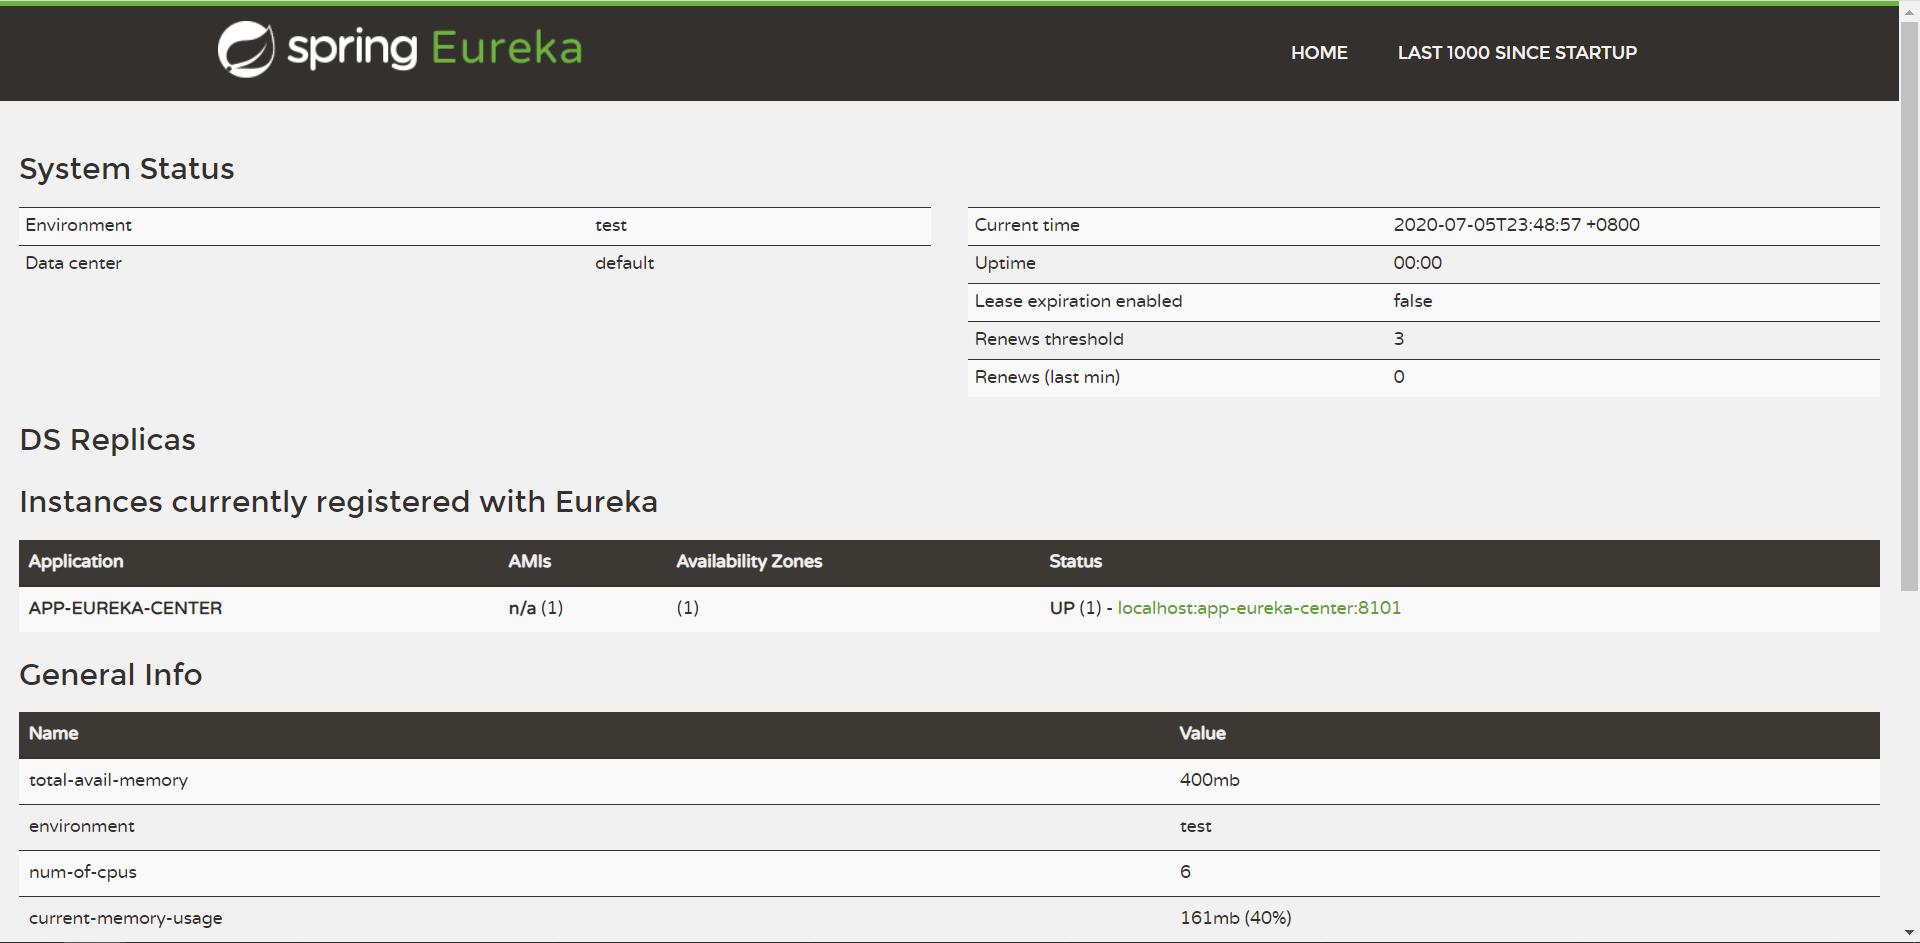 spring Eureka
HOME LAST 1000 SINCE STARTUP
System Status
Environment test
Data center default
Current time 2020-07-05T23:48:57 +0800
Uptime 00:00
Lease expiration enabled false
Renews threshold 3
Renews (last min) 0
DS Replicas
Instances currently registered with Eureka
Application AMIs Availability Zones Status
APP-EUREKA-CENTER n/a (1) (1) UP (1) - localhost:app-eureka-center:8101
General Info
Name Value
total-avail-memory 400mb
environment test
num-of-cpus 6
current-memory-usage 161mb (40%)